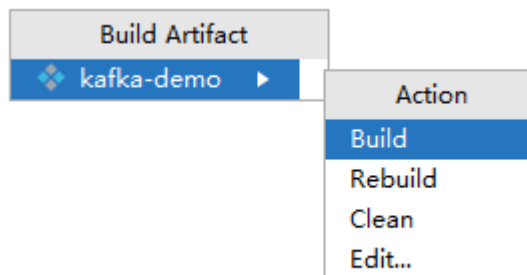 Build Artifact
kafka-demo
Action
Build
Rebuild
Clean
Edit...